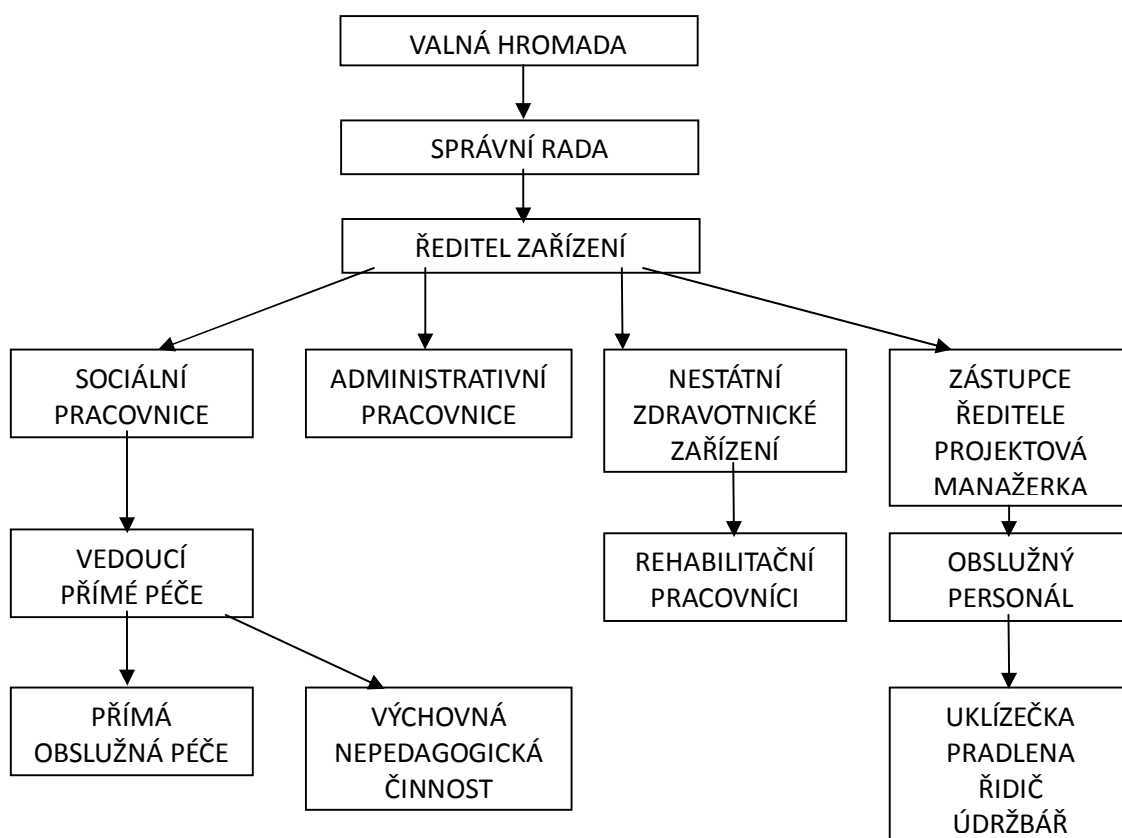 VALNÁ HROMADA
SPRÁVNÍ RADA
ŘEDITEL ZAŘÍZENÍ
SOCIÁLNÍ
PRACOVNICE
ADMINISTRATIVNÍ
PRACOVNICE
NESTÁTNÍ
ZDRAVOTNICKÉ
ZAŘÍZENÍ
ZÁSTUPCE
ŘEDITELE
PROJEKTOVÁ
MANAŽERKA
VEDOUCÍ
PŘÍMÉ PÉČE
REHABILITAČNÍ
PRACOVNÍCI
OBSLUŽNÝ
PERSONÁL
PŘÍMÁ
OBSLUŽNÁ PÉČE
VÝCHOVNÁ
NEPEDAGOGICKÁ
ČINNOST
UKLÍZEČKA
PRADLENA
ŘIDIČ
ÚDRŽBÁŘ